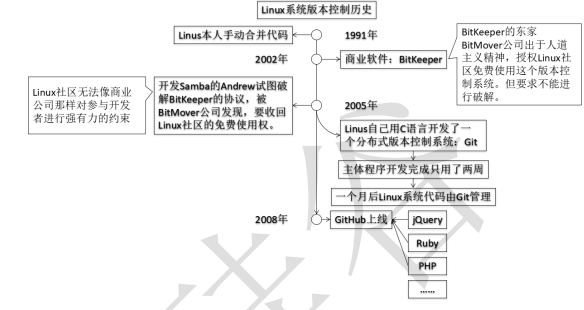 Linux系统版本控制历史
Linus本人手动合并代码
1991年
2002年
商业软件：BitKeeper
BitKeeper的东家
BitMover公司出于人道
主义精神，授权Linux社
区免费使用这个版本控
制系统。但要求不能进
行破解。
Linux社区无法像商业
公司那样对参与开发
者进行强有力的约束
开发Samba的Andrew试图破
解BitKeeper的协议，被
BitMover公司发现，要收回
Linux社区的免费使用权。
2005年
Linus自己用C语言开发了一
个分布式版本控制系统：Git
主体程序开发完成只用了两周
一个月后Linux系统代码由Git管理
2008年
GitHub上线
jQuery
Ruby
PHP
……